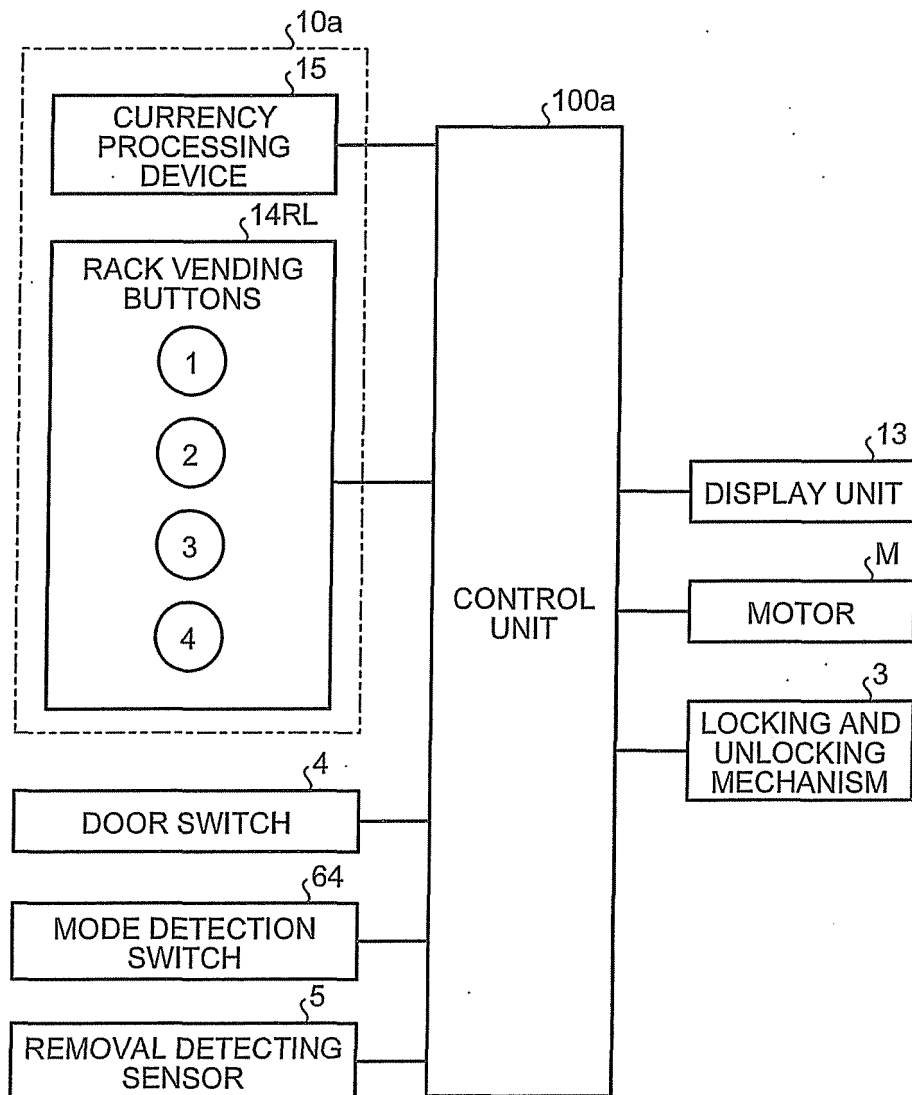 10a
15
CURRENCY
PROCESSING
DEVICE
100a
14RL
RACK VENDING
BUTTONS
1
2
3
4
CONTROL
UNIT
13
DISPLAY UNIT
M
MOTOR
3
LOCKING AND
UNLOCKING
MECHANISM
4
DOOR SWITCH
64
MODE DETECTION
SWITCH
5
REMOVAL DETECTING
SENSOR